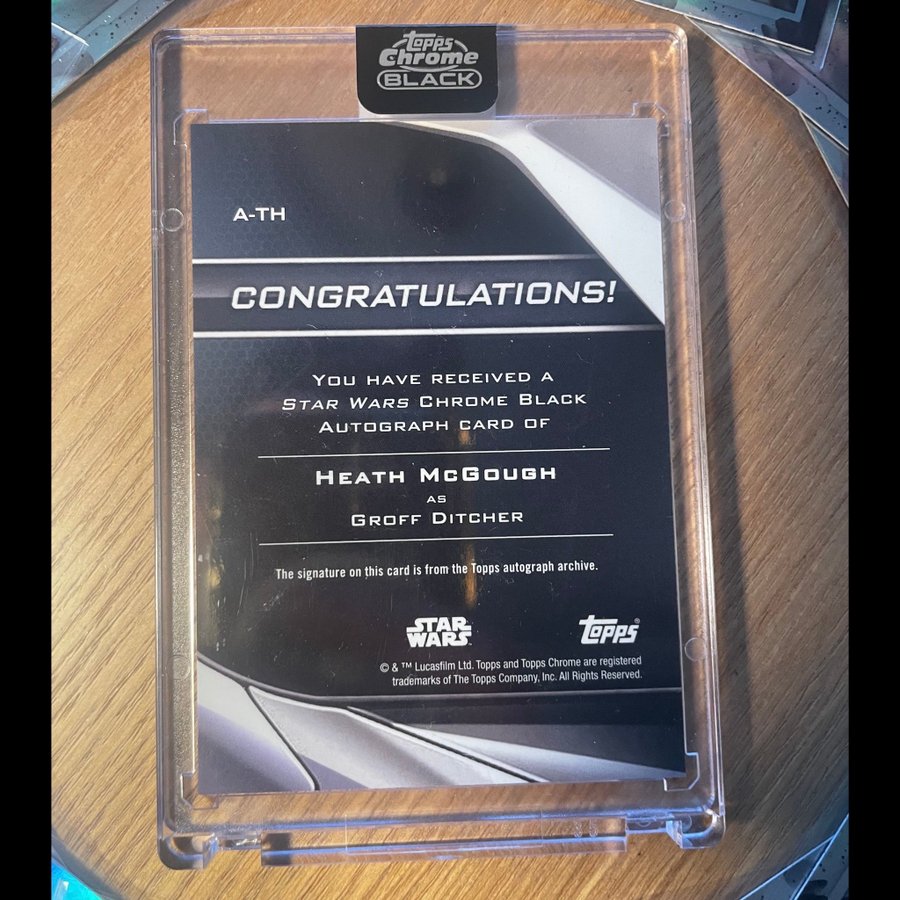 Topps
Chrome
BLACK
A-TH
CONGRATULATIONS!
YOU HAVE RECEIVED A
STAR WARS CHROME BLACK
AUTOGRAPH CARD OF
HEATH MCGOUGH
AS
GROFF DITCHER
The signature on this card is from the Topps autograph archive.
STAR
WARS
Topps®
© & ™ Lucasfilm Ltd. Topps and Topps Chrome are registered
trademarks of The Topps Company, Inc. All Rights Reserved.